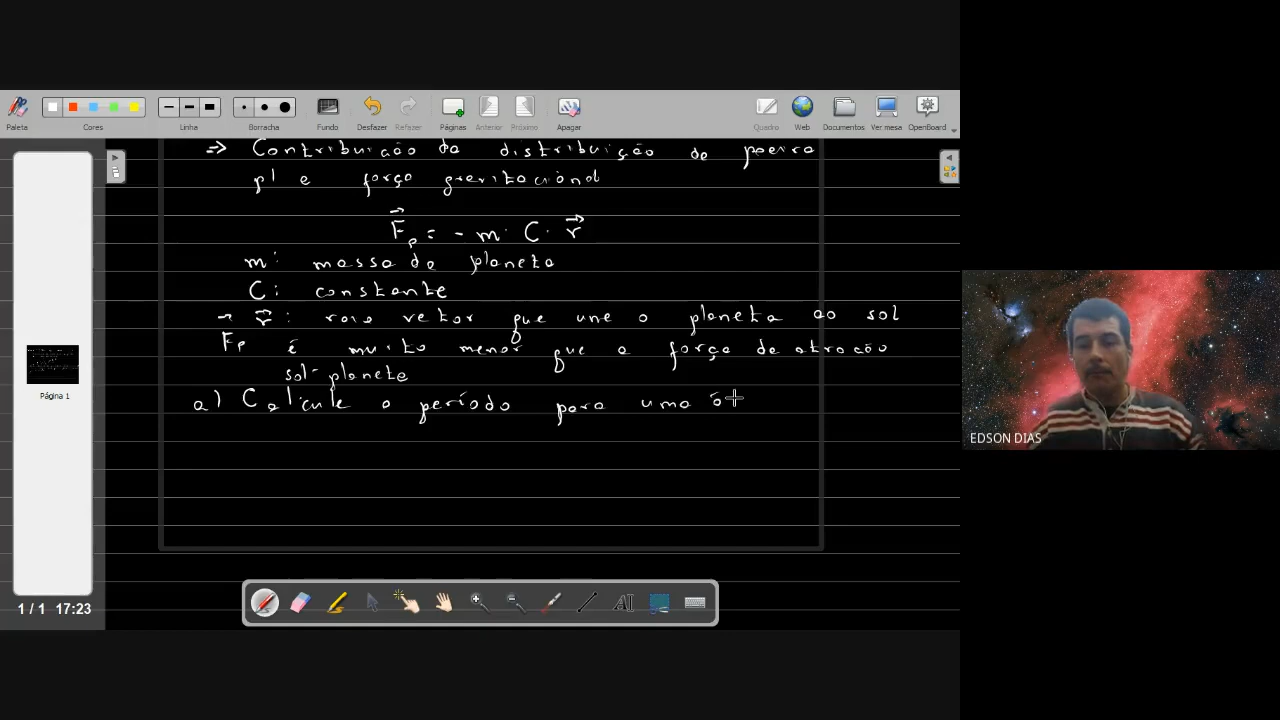 Paleta
Cores
Linha
Borracha
Fundo
Desfazer
Refazer
Páginas
Anterior
Próximo
Apagar
Quadro
Web
Documentos
Ver mesa
OpenBoard
⇒ Contribuição da distribuição de poeira
p/ a força gravitacional
F⃗p = - m · C · r⃗
m: massa do planeta
C: constante
r⃗: raio vetor que une o planeta ao sol
F⃗p é muito menor que a força de atração
sol-planeta
a) Calcule o período para uma ó
Página 1
1 / 1 17:23
EDSON DIAS